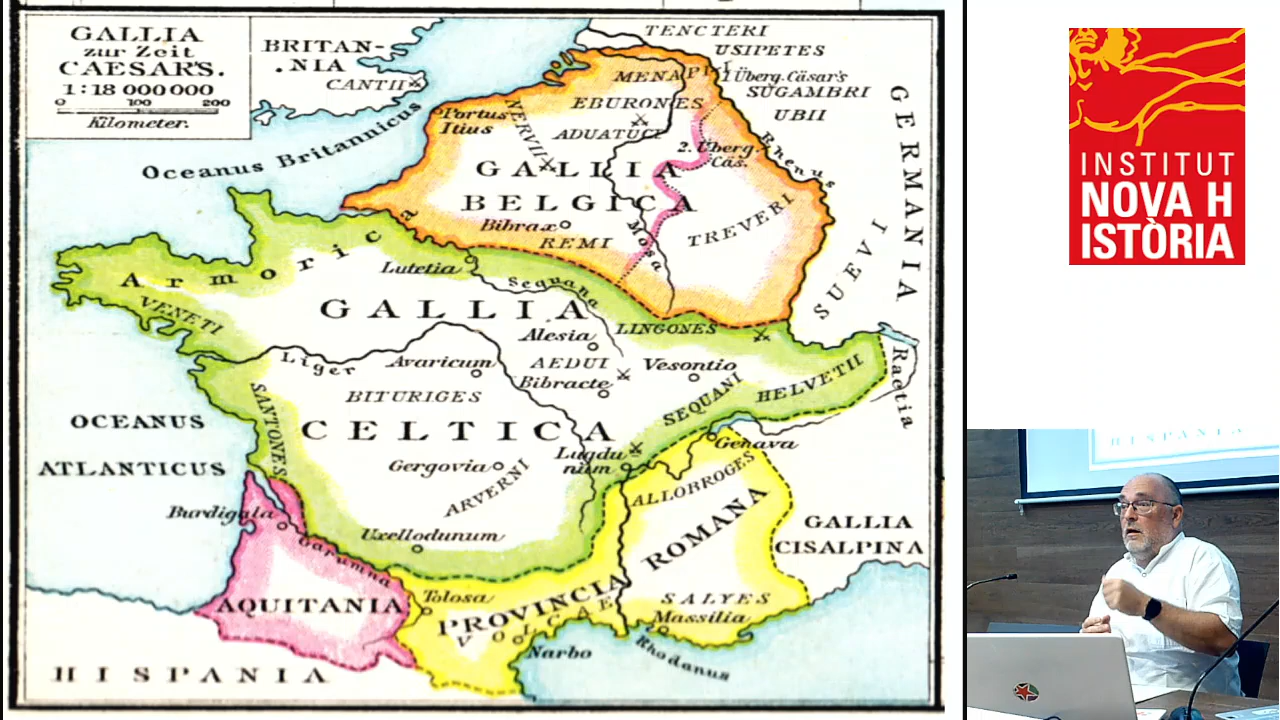 GALLIA
zur Zeit
CAESAR'S.
1:18 000 000
0 100 200
Kilometer.
BRITAN-
NIA
CANTII
TENCTERI
USIPETES
MENAPII
1 Überg. Cäsar's
SUGAMBRI
UBII
GERMANIA
Portus
Itius
NERVII
EBURONES
ADUATUCI
2. Überg.
Cäs.
Rhenus
Oceanus Britannicus
GALLIA
BELGICA
Bibrax
REMI
Mosa
TREVERI
SUEVI
Armorica
Lutetia
Sequana
VENETI
GALLIA
Alesia
LINGONES
Liger
Avaricum
AEDUI
Bibracte
Vesontio
SEQUANI
HELVETII
Raetia
BITURIGES
SANTONES
OCEANUS
ATLANTICUS
CELTICA
Lugdu
num
Genava
Gergovia
ARVERNI
ALLOBROGES
Burdigala
Garumna
Uxellodunum
GALLIA
CISALPINA
AQUITANIA
Tolosa
PROVINCIA ROMANA
VOLCAE
SALYES
Massilia
Narbo
Rhodanus
HISPANIA
INSTITUT
NOVA H
ISTÒRIA
HISPANIA